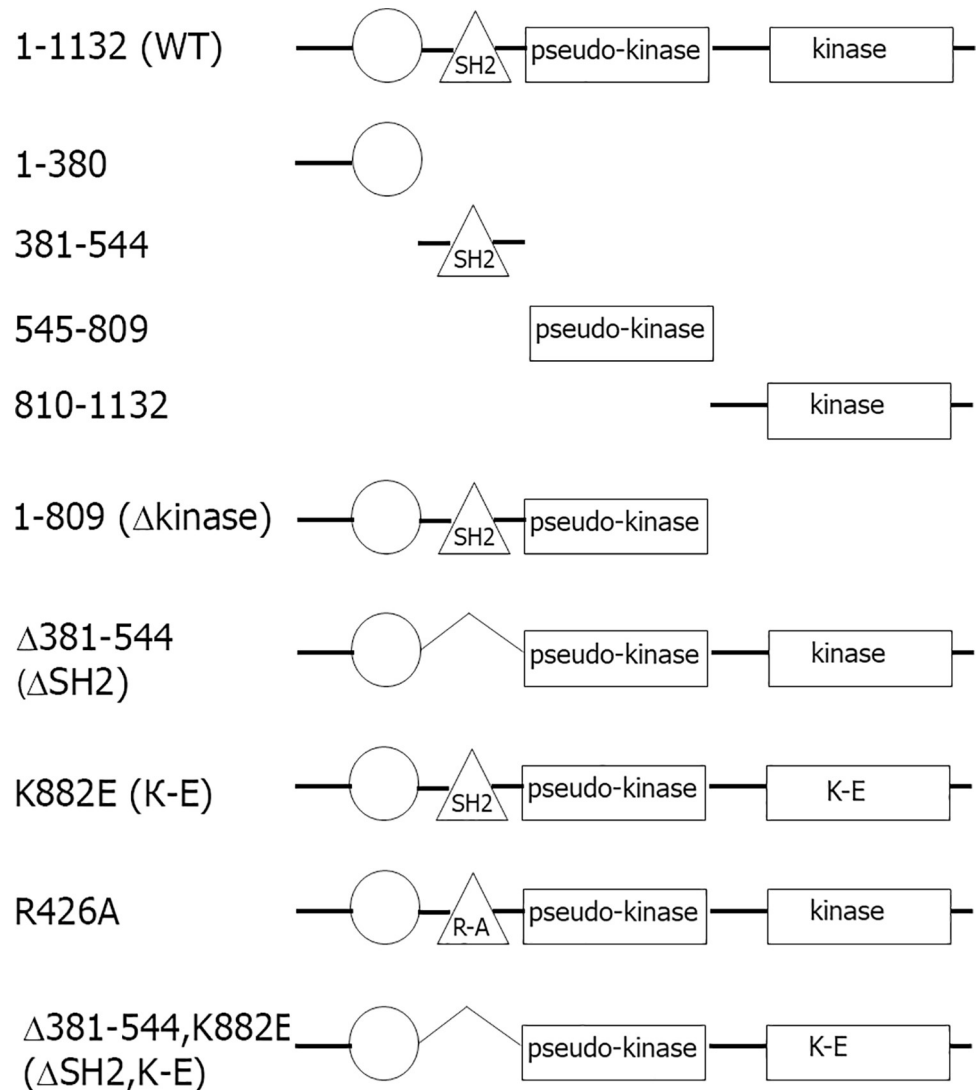 1-1132 (WT)
SH2
pseudo-kinase
kinase
1-380
381-544
SH2
545-809
pseudo-kinase
810-1132
kinase
1-809 (Δkinase)
SH2
pseudo-kinase
Δ381-544
(ΔSH2)
pseudo-kinase
kinase
K882E (K-E)
SH2
pseudo-kinase
K-E
R426A
R-A
pseudo-kinase
kinase
Δ381-544,K882E
(ΔSH2,K-E)
pseudo-kinase
K-E